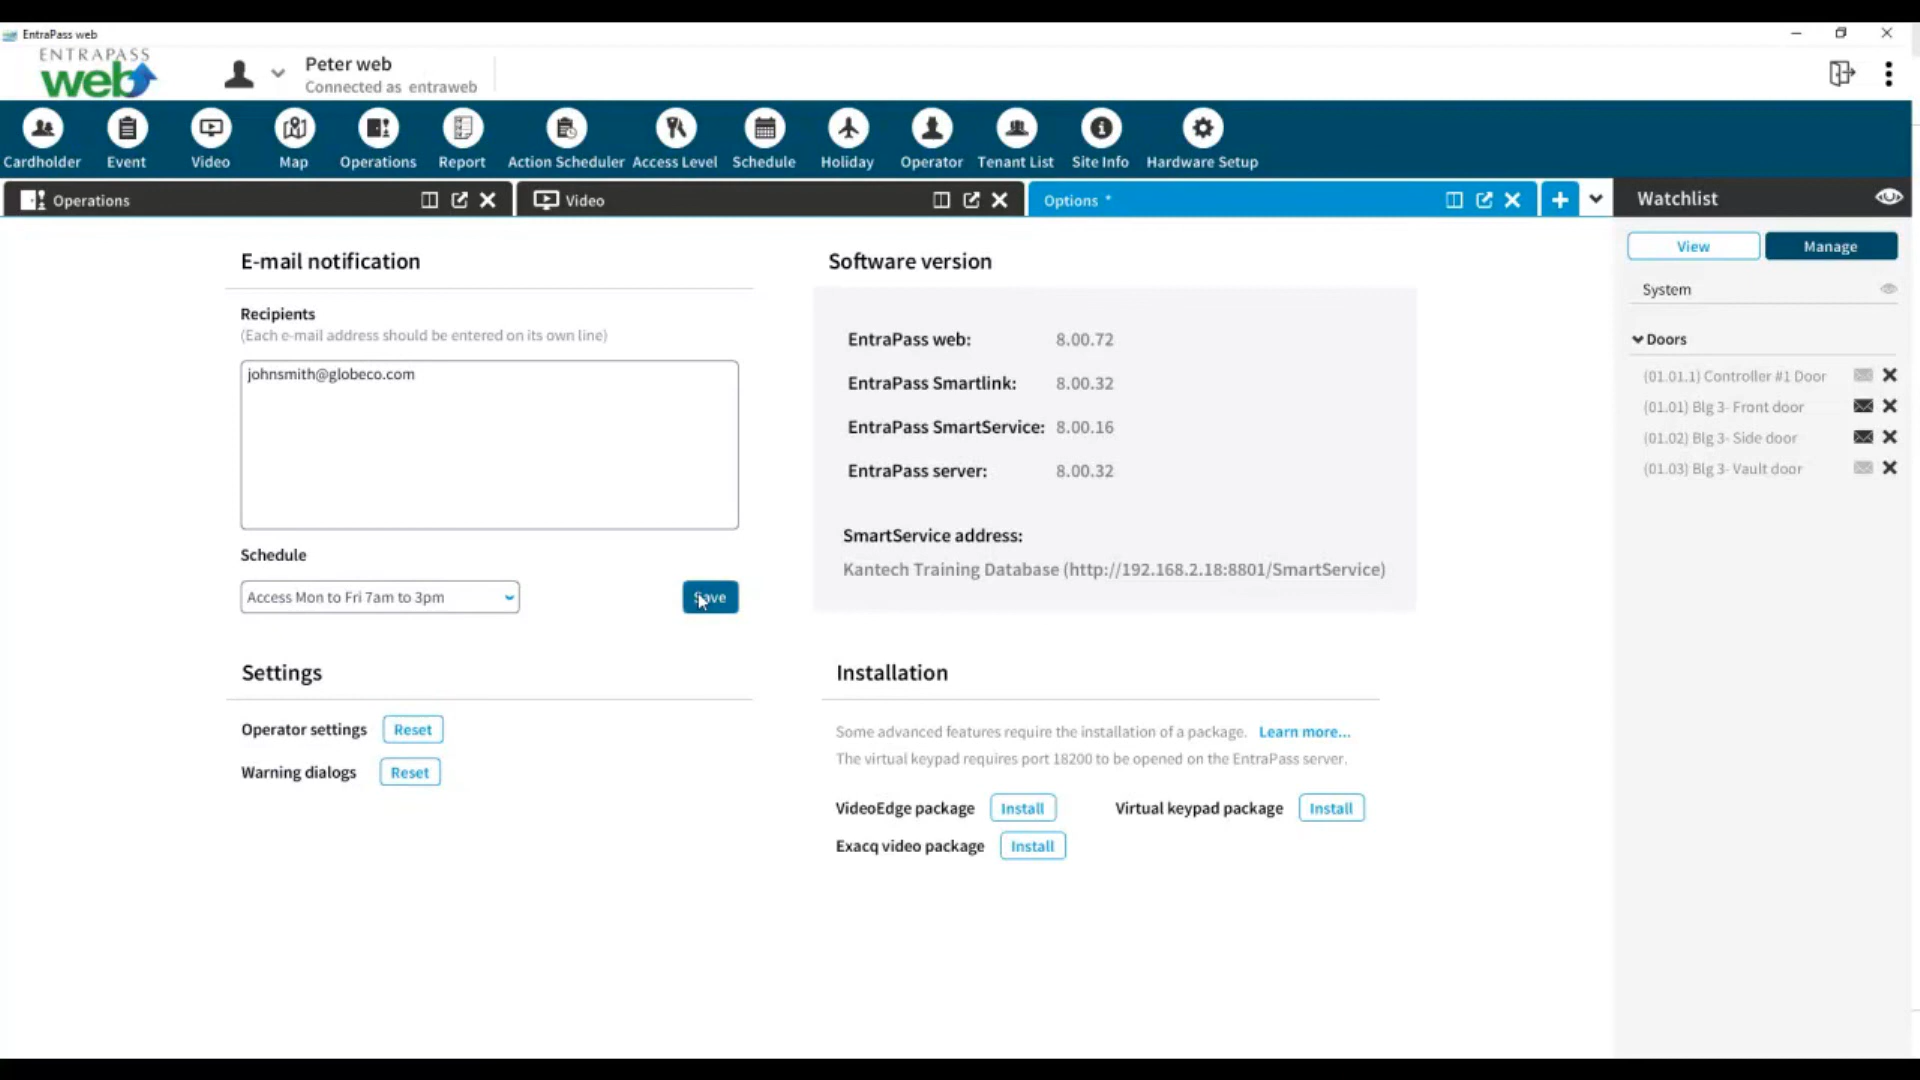 EntraPass web
ENTRAPASS
web
Peter web
Connected as entraweb
Cardholder Event Video Map Operations Report Action Scheduler Access Level Schedule Holiday Operator Tenant List Site Info Hardware Setup
Operations Video Options * Watchlist
View Manage
System
Doors
(01.01.1) Controller #1 Door
(01.01) Blg 3- Front door
(01.02) Blg 3- Side door
(01.03) Blg 3- Vault door
E-mail notification
Recipients
(Each e-mail address should be entered on its own line)
johnsmith@globeco.com
Schedule
Access Mon to Fri 7am to 3pm
Save
Software version
EntraPass web: 8.00.72
EntraPass Smartlink: 8.00.32
EntraPass SmartService: 8.00.16
EntraPass server: 8.00.32
SmartService address:
Kantech Training Database (http://192.168.2.18:8801/SmartService)
Settings
Operator settings Reset
Warning dialogs Reset
Installation
Some advanced features require the installation of a package. Learn more...
The virtual keypad requires port 18200 to be opened on the EntraPass server.
VideoEdge package Install Virtual keypad package Install
Exacq video package Install